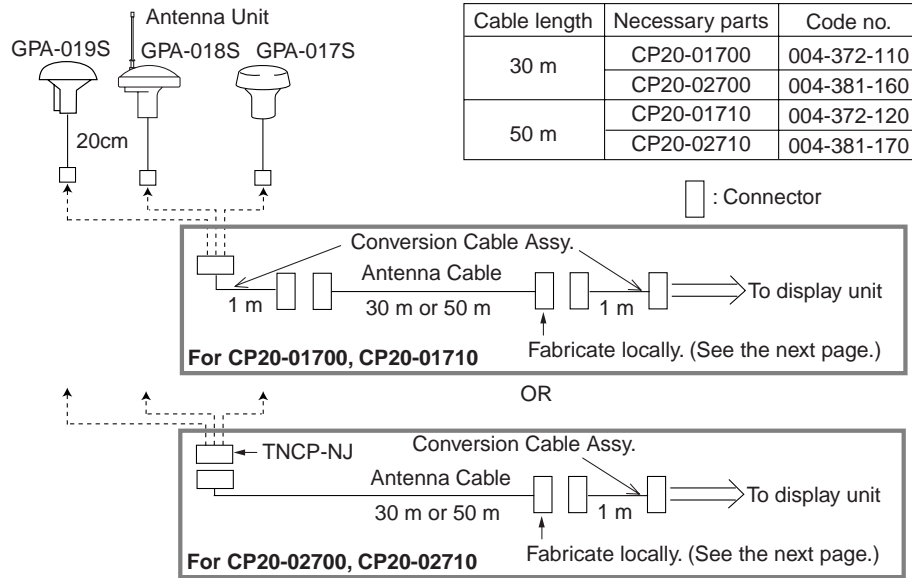 Antenna Unit
GPA-019S GPA-018S GPA-017S
20cm
Cable length Necessary parts Code no.
30 m CP20-01700 004-372-110
CP20-02700 004-381-160
50 m CP20-01710 004-372-120
CP20-02710 004-381-170
: Connector
Conversion Cable Assy.
Antenna Cable
1 m 30 m or 50 m 1 m To display unit
Fabricate locally. (See the next page.)
For CP20-01700, CP20-01710
OR
TNCP-NJ
Conversion Cable Assy.
Antenna Cable
30 m or 50 m 1 m To display unit
Fabricate locally. (See the next page.)
For CP20-02700, CP20-02710